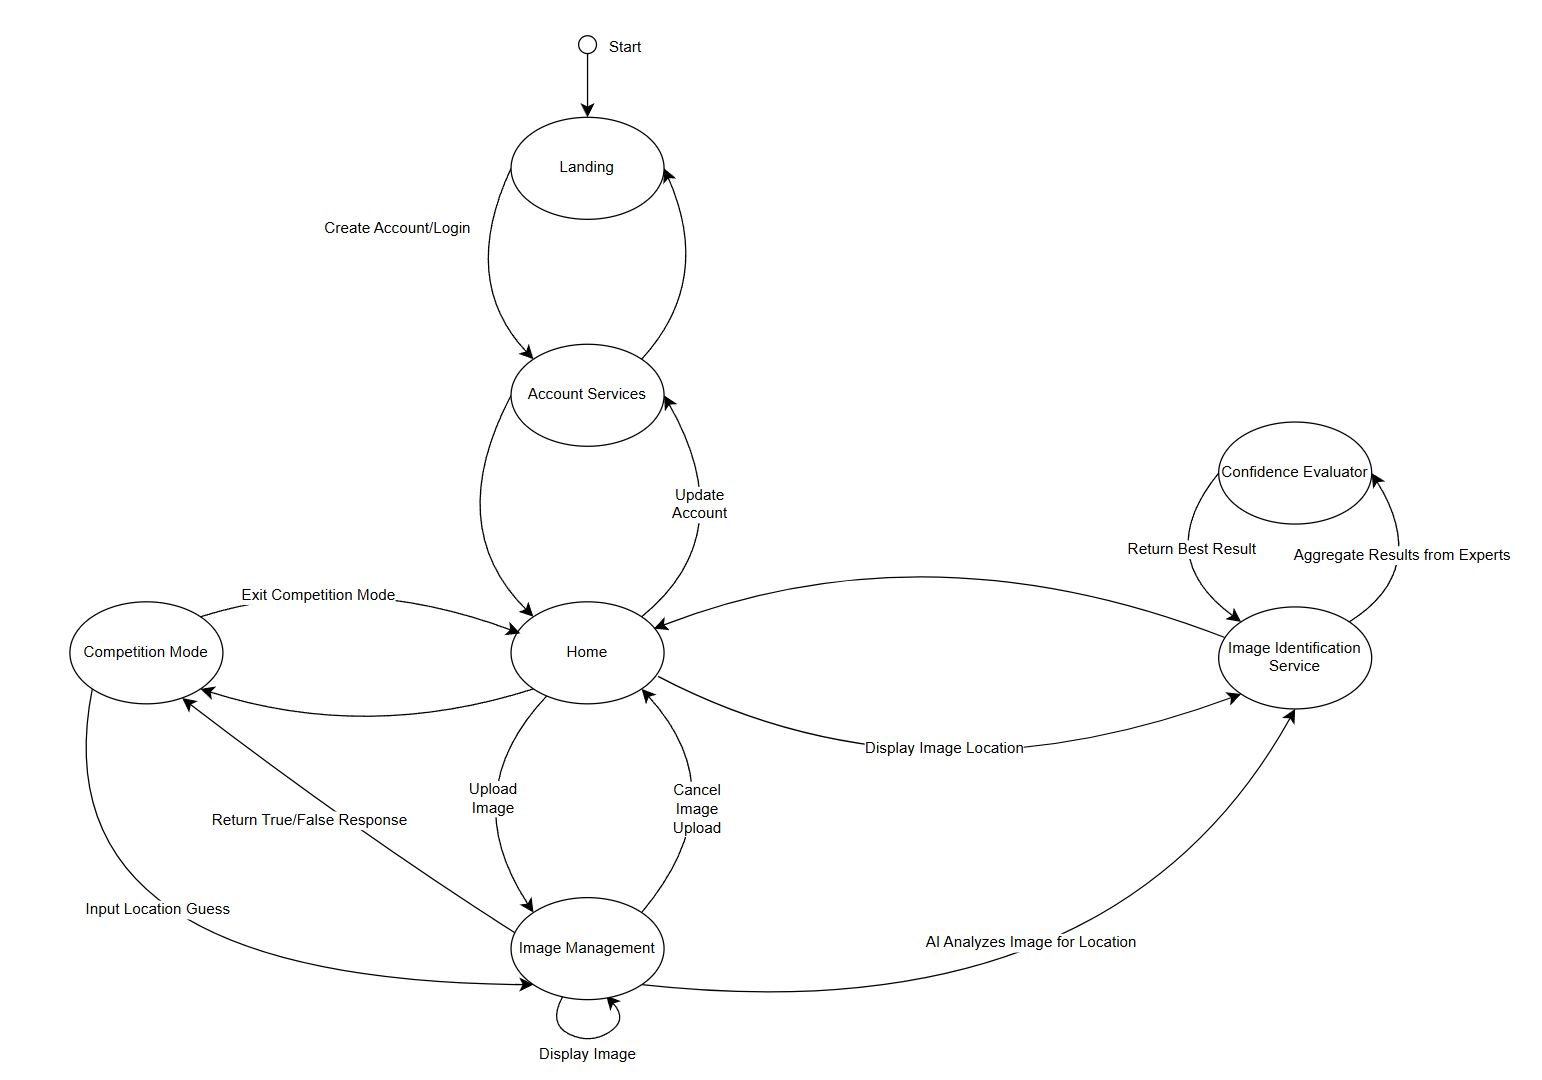 Start
Landing
Create Account/Login
Account Services
Confidence Evaluator
Update
Account
Return Best Result
Aggregate Results from Experts
Exit Competition Mode
Competition Mode
Home
Image Identification
Service
Display Image Location
Upload
Image
Cancel
Image
Upload
Return True/False Response
Input Location Guess
Image Management
AI Analyzes Image for Location
Display Image